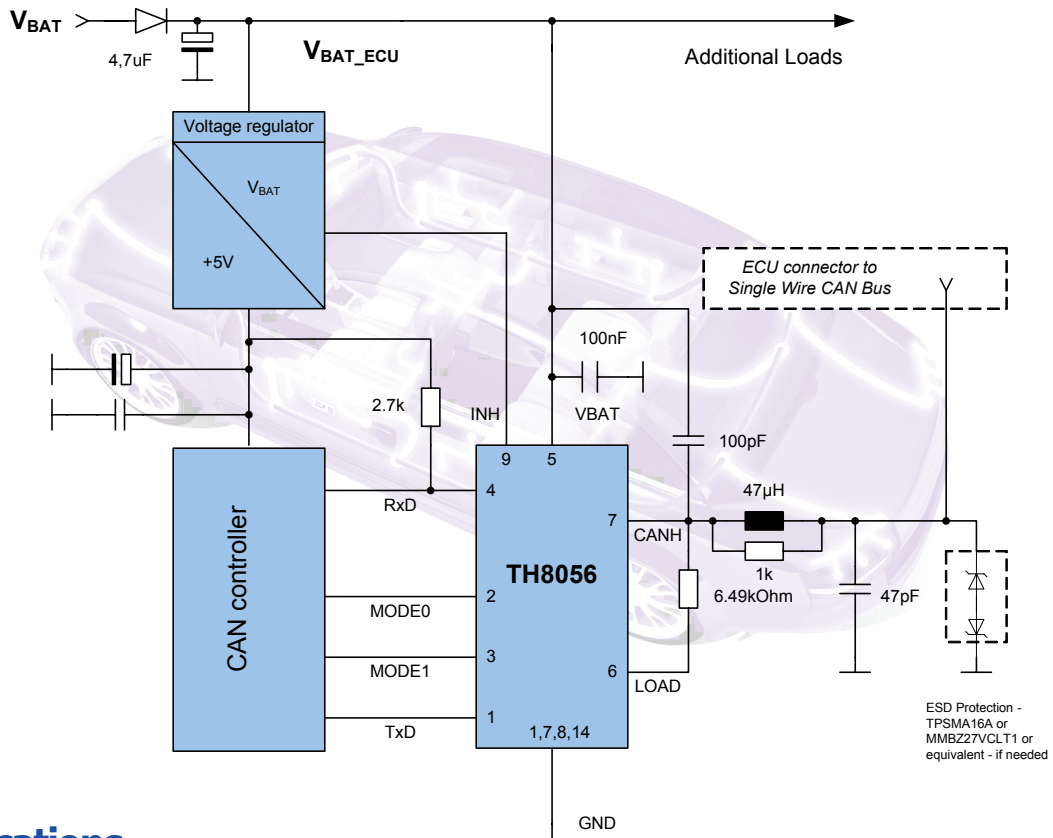 VBAT
4,7uF
VBAT_ECU
Additional Loads
Voltage regulator
VBAT
+5V
ECU connector to
Single Wire CAN Bus
100nF
2.7k
INH
VBAT
100pF
9
5
4
RxD
47µH
7
CANH
CAN controller
TH8056
1k
6.49kOhm
47pF
2
MODE0
3
MODE1
6
LOAD
1
TxD
1,7,8,14
ESD Protection -
TPSMA16A or
MMBZ27VCLT1 or
equivalent - if needed
GND